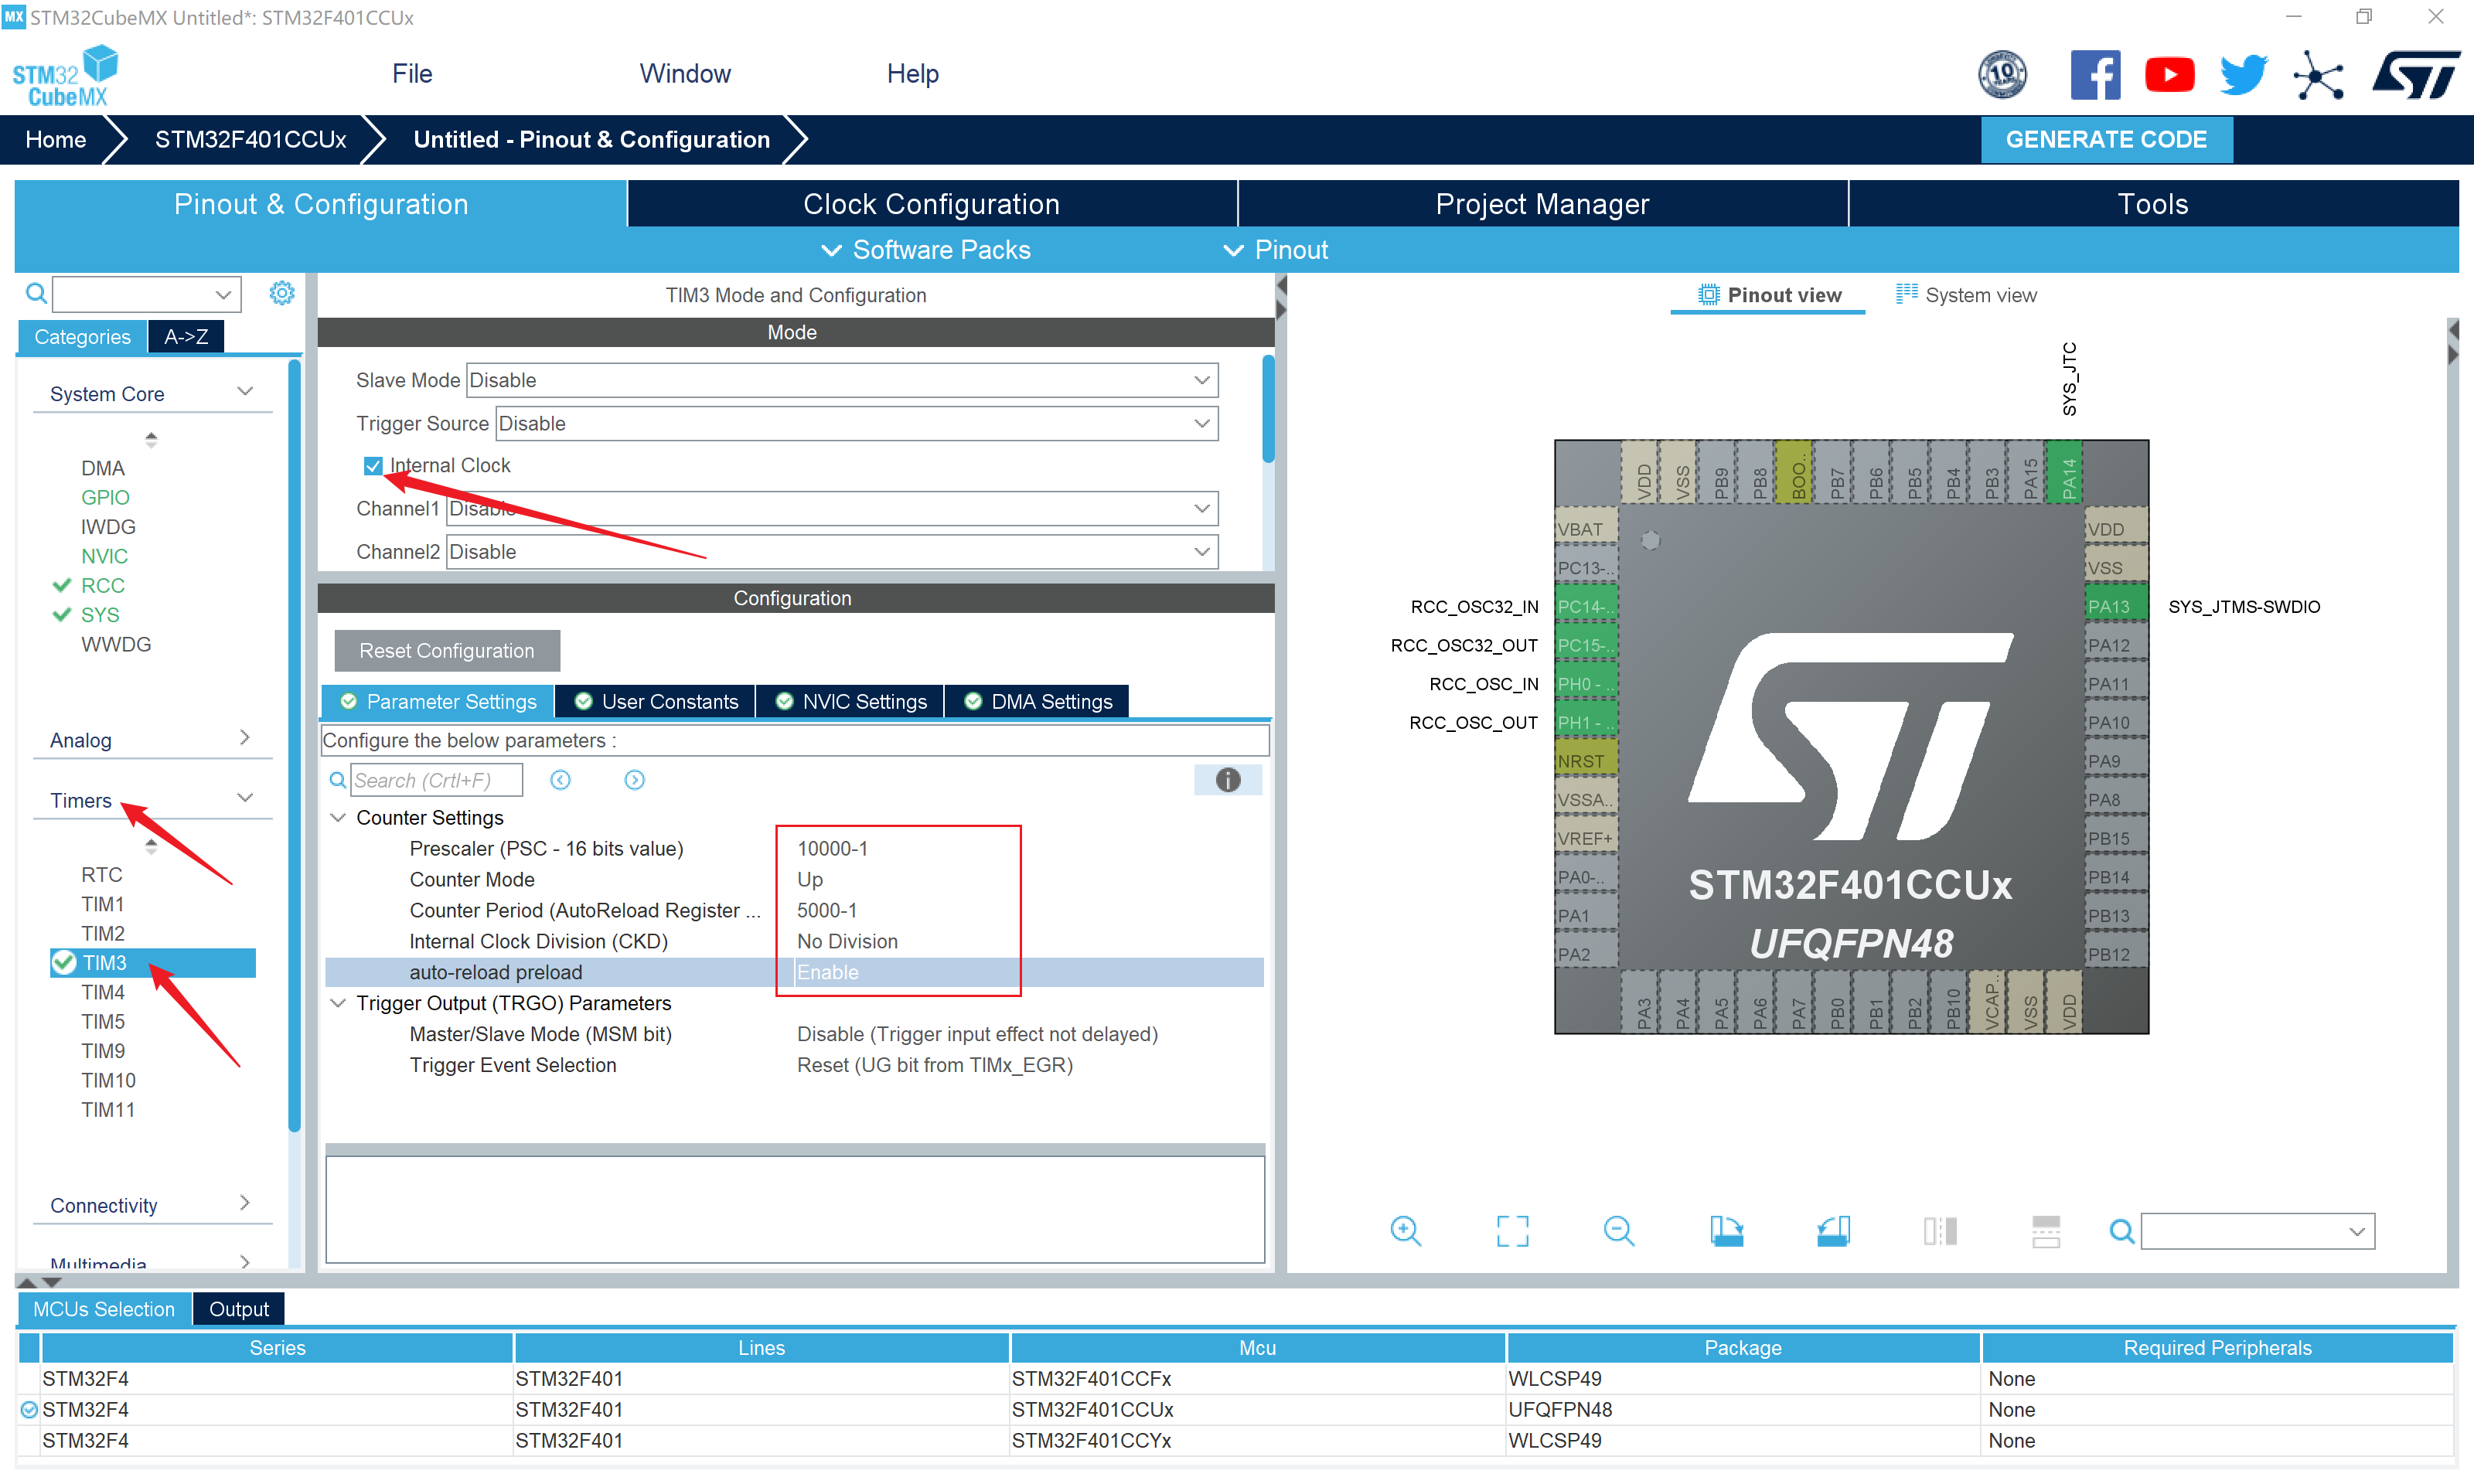 MX STM32CubeMX Untitled*: STM32F401CCUx
STM32 CubeMX
File Window Help
10
Home STM32F401CCUx Untitled - Pinout & Configuration GENERATE CODE
Pinout & Configuration Clock Configuration Project Manager Tools
Software Packs Pinout
Categories A->Z
System Core
DMA
GPIO
IWDG
NVIC
RCC
SYS
WWDG
Analog
Timers
RTC
TIM1
TIM2
TIM3
TIM4
TIM5
TIM9
TIM10
TIM11
Connectivity
Multimedia
TIM3 Mode and Configuration
Mode
Slave Mode Disable
Trigger Source Disable
Internal Clock
Channel1 Disable
Channel2 Disable
Configuration
Reset Configuration
Parameter Settings User Constants NVIC Settings DMA Settings
Configure the below parameters :
Search (Crtl+F)
Counter Settings
Prescaler (PSC - 16 bits value) 10000-1
Counter Mode Up
Counter Period (AutoReload Register ... 5000-1
Internal Clock Division (CKD) No Division
auto-reload preload Enable
Trigger Output (TRGO) Parameters
Master/Slave Mode (MSM bit) Disable (Trigger input effect not delayed)
Trigger Event Selection Reset (UG bit from TIMx_EGR)
Pinout view System view
SYS_JTC
VDD VSS PB9 PB8 BOO.. PB7 PB6 PB5 PB4 PB3 PA15 PA14
VBAT VDD
PC13-.. VSS
RCC_OSC32_IN PC14-.. PA13 SYS_JTMS-SWDIO
RCC_OSC32_OUT PC15-.. PA12
RCC_OSC_IN PH0 - .. PA11
RCC_OSC_OUT PH1 - .. PA10
NRST PA9
VSSA.. PA8
VREF+ PB15
PA0-.. PB14
PA1 PB13
PA2 PB12
ST
STM32F401CCUx
UFQFPN48
PA3 PA4 PA5 PA6 PA7 PB0 PB1 PB2 PB10 VCAP.. VSS VDD
MCUs Selection Output
Series Lines Mcu Package Required Peripherals
STM32F4 STM32F401 STM32F401CCFx WLCSP49 None
STM32F4 STM32F401 STM32F401CCUx UFQFPN48 None
STM32F4 STM32F401 STM32F401CCYx WLCSP49 None